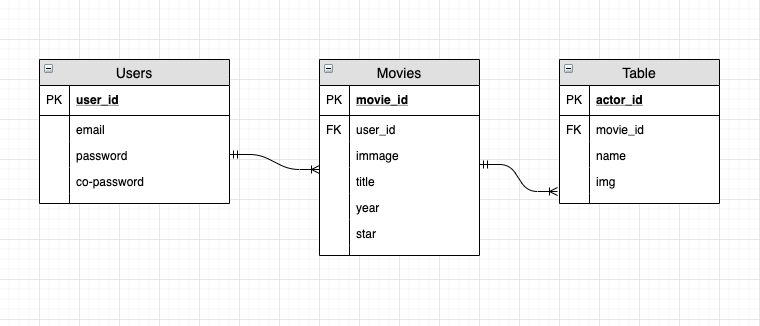 Users
PK user_id
email
password
co-password
Movies
PK movie_id
FK user_id
immage
title
year
star
Table
PK actor_id
FK movie_id
name
img